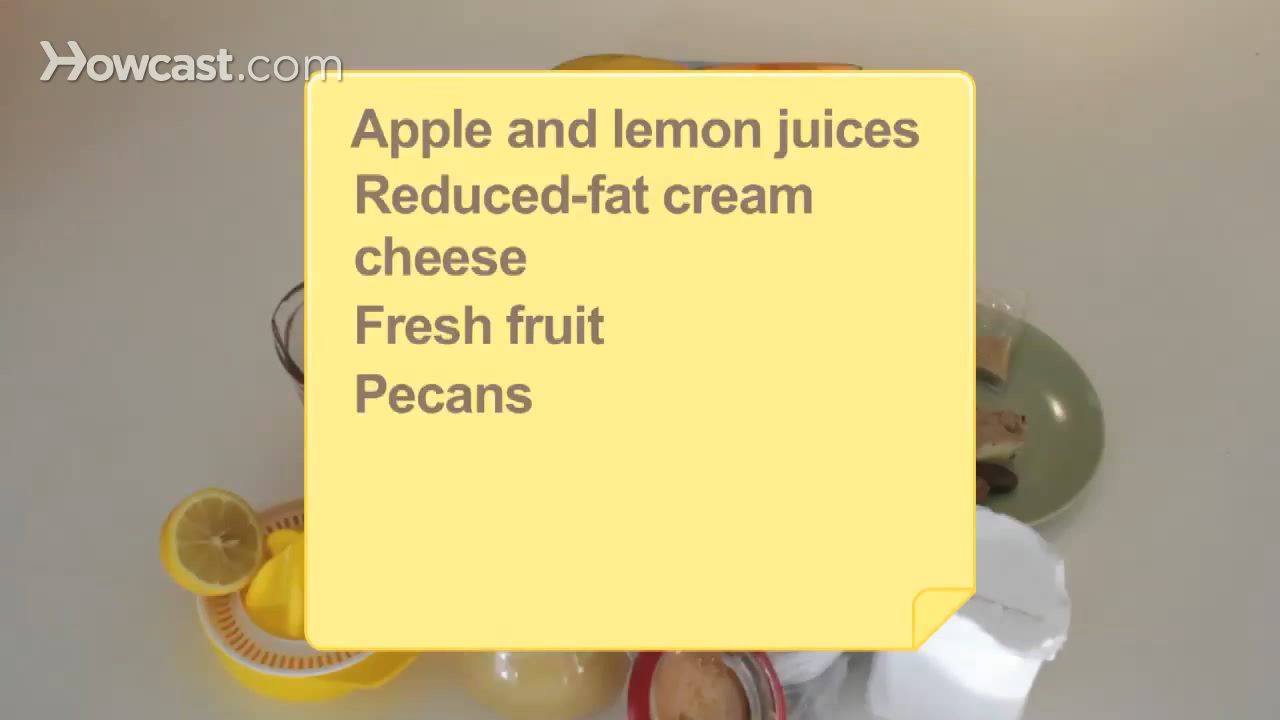 Howcast.com
Apple and lemon juices
Reduced-fat cream
cheese
Fresh fruit
Pecans